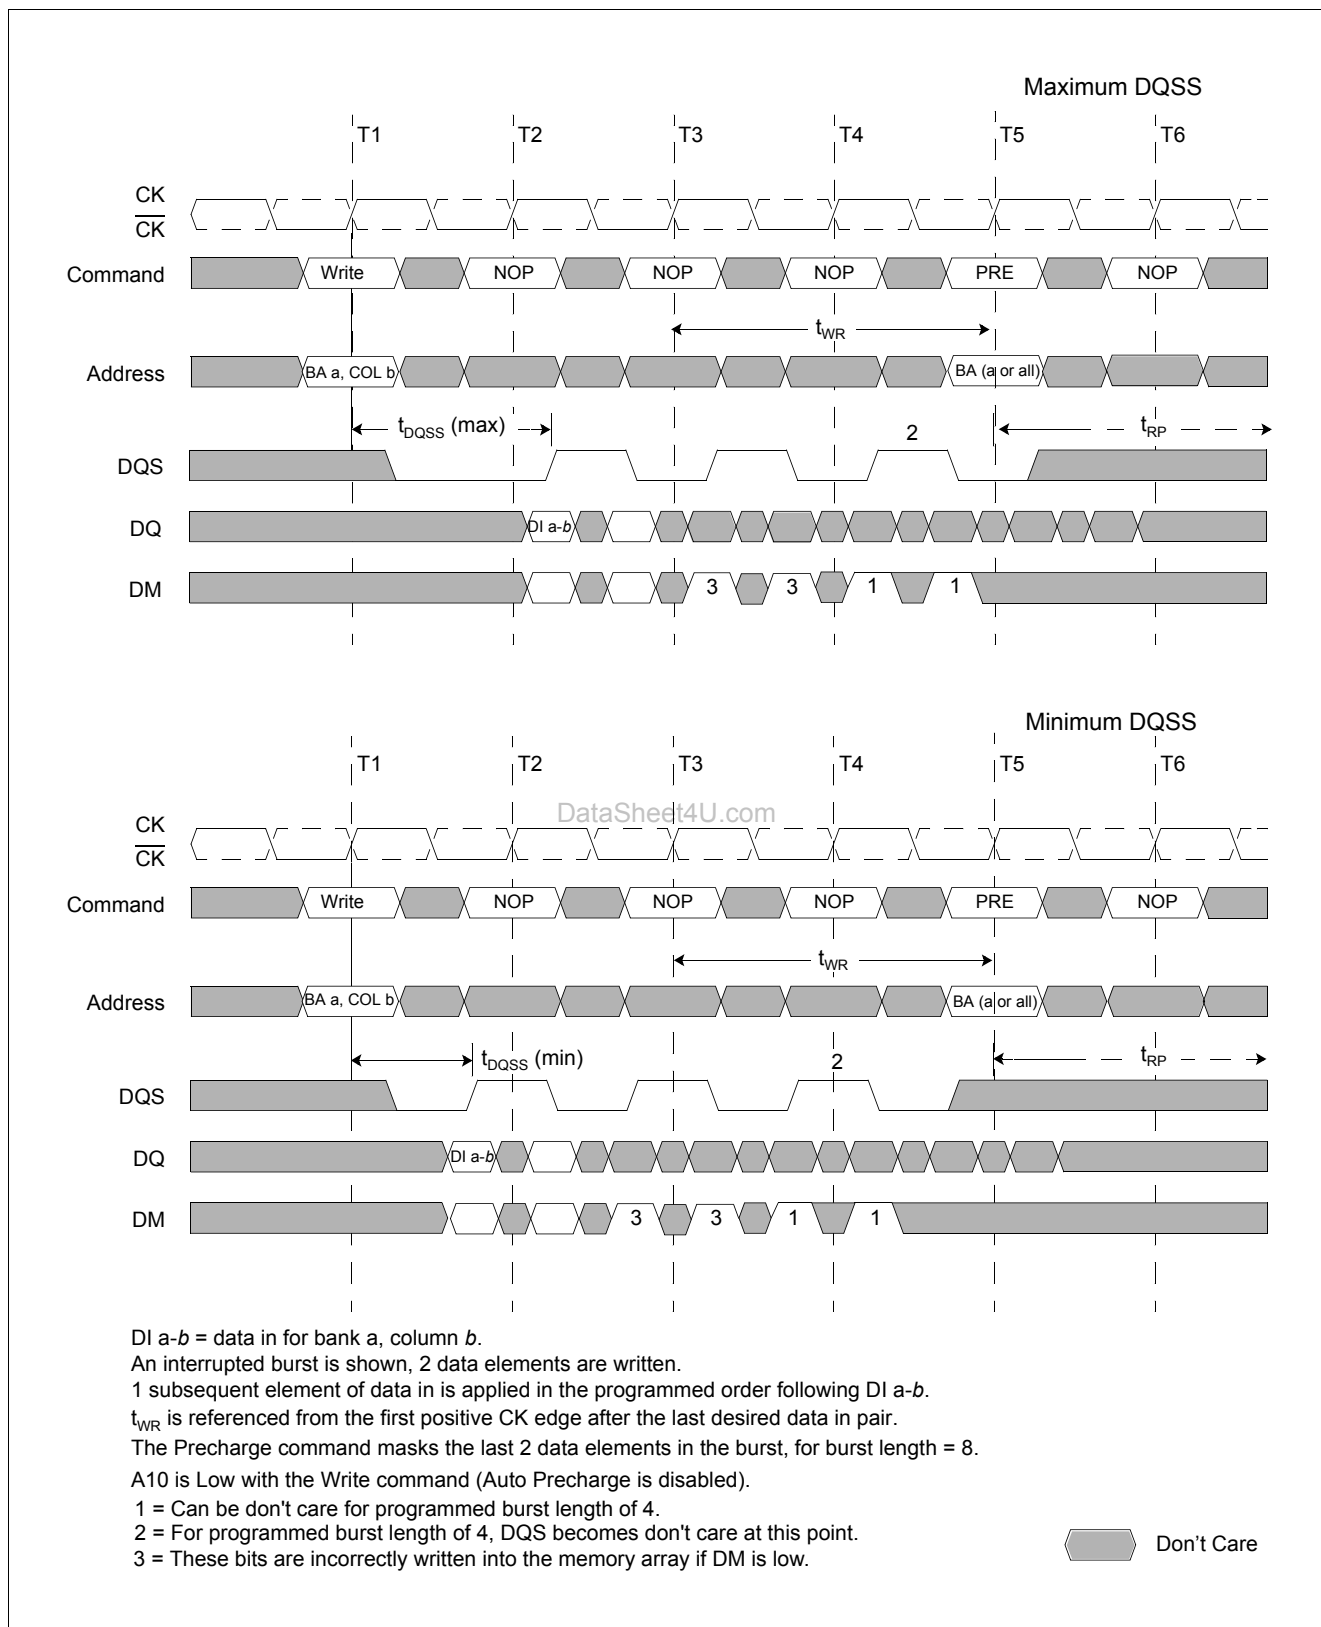 Maximum DQSS
T1 T2 T3 T4 T5 T6
CK
CK
Command Write NOP NOP NOP PRE NOP
tWR
Address BA a, COL b BA (a or all)
tDQSS (max) 2 tRP
DQS
DQ DI a-b
DM 3 3 1 1
Minimum DQSS
T1 T2 T3 T4 T5 T6
DataSheet4U.com
CK
CK
Command Write NOP NOP NOP PRE NOP
tWR
Address BA a, COL b BA (a or all)
tDQSS (min) 2 tRP
DQS
DQ DI a-b
DM 3 3 1 1
DI a-b = data in for bank a, column b.
An interrupted burst is shown, 2 data elements are written.
1 subsequent element of data in is applied in the programmed order following DI a-b.
tWR is referenced from the first positive CK edge after the last desired data in pair.
The Precharge command masks the last 2 data elements in the burst, for burst length = 8.
A10 is Low with the Write command (Auto Precharge is disabled).
1 = Can be don't care for programmed burst length of 4.
2 = For programmed burst length of 4, DQS becomes don't care at this point.
3 = These bits are incorrectly written into the memory array if DM is low.
Don't Care